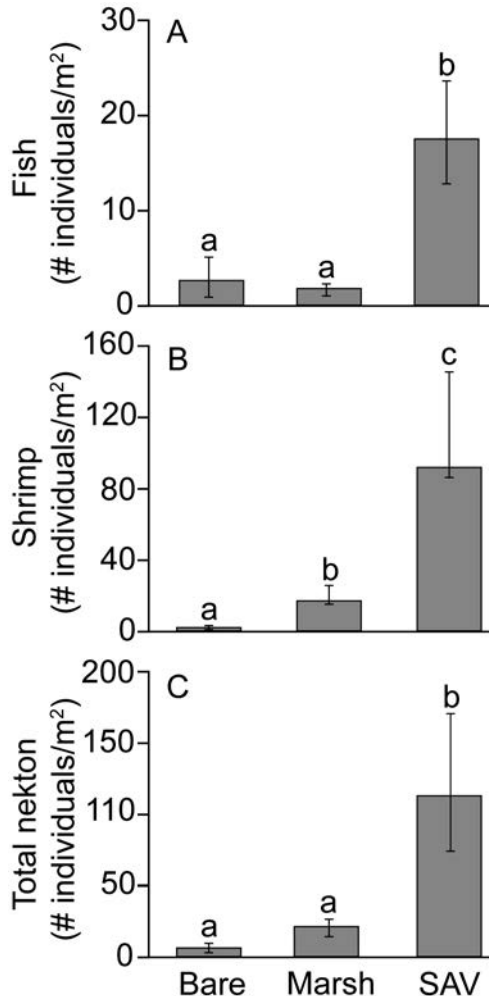 A
Fish
(# individuals/m²)
30
20
10
0
a
a
b
B
Shrimp
(# individuals/m²)
160
120
80
40
0
a
b
c
C
Total nekton
(# individuals/m²)
200
150
110
50
0
a
a
b
Bare Marsh SAV